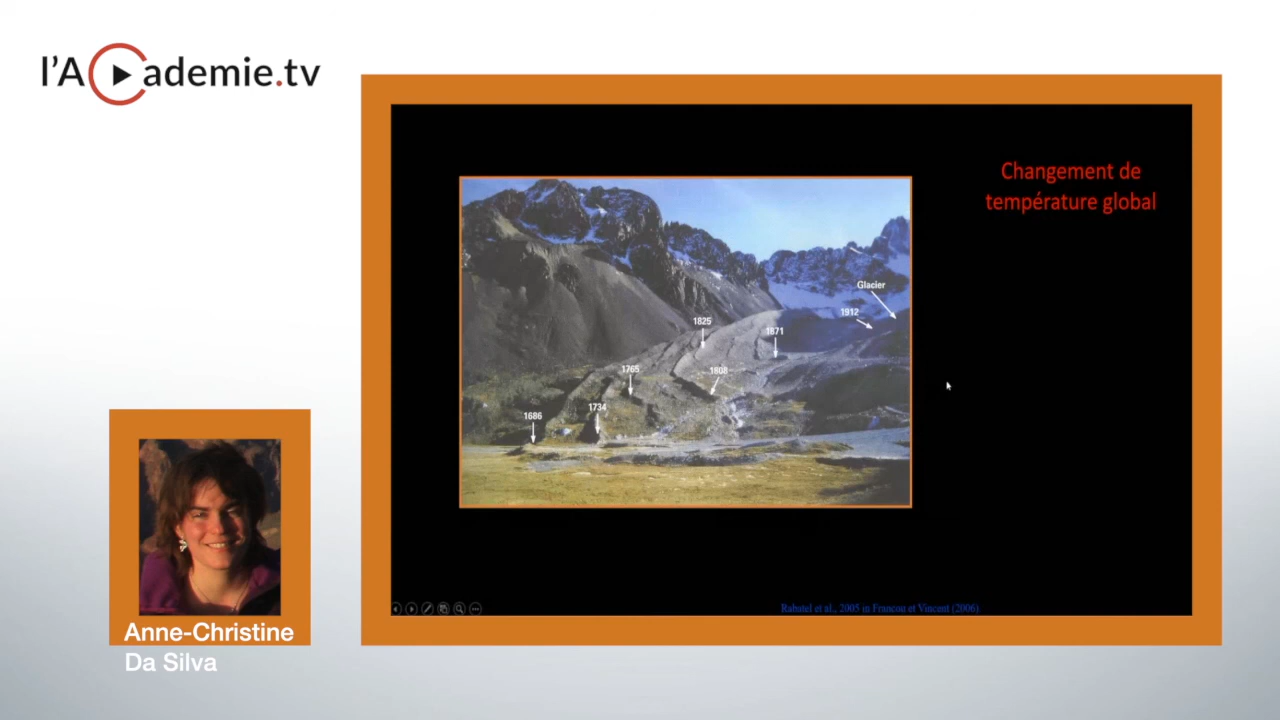 l'Academie.tv
Changement de
température global
Glacier
1912
1825
1871
1765
1808
1734
1686
Rabatel et al., 2005 in Francou et Vincent (2006)
Anne-Christine
Da Silva